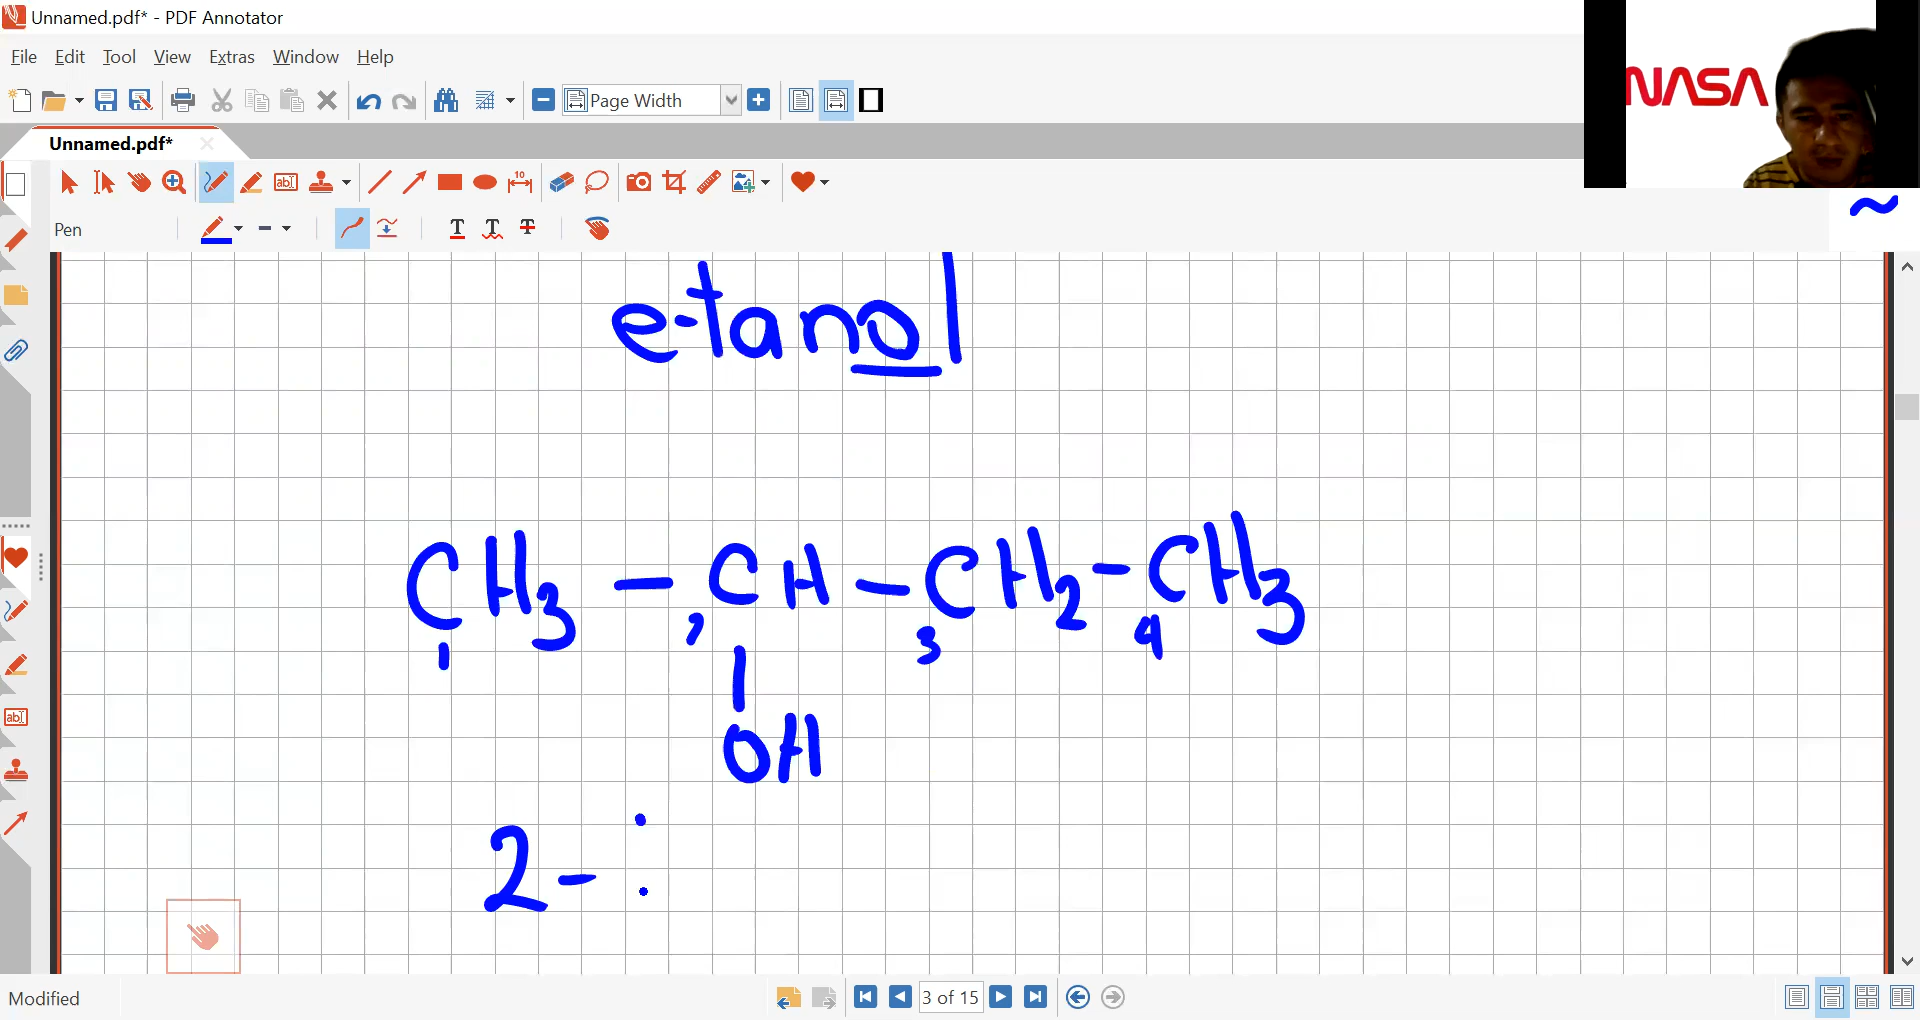 Unnamed.pdf* - PDF Annotator
File Edit Tool View Extras Window Help
Page Width
NASA
Unnamed.pdf*
10
Pen
T T T
etanol
CH3 - CH - CH2 - CH3
1 , 3 4
OH
2-
Modified
3 of 15